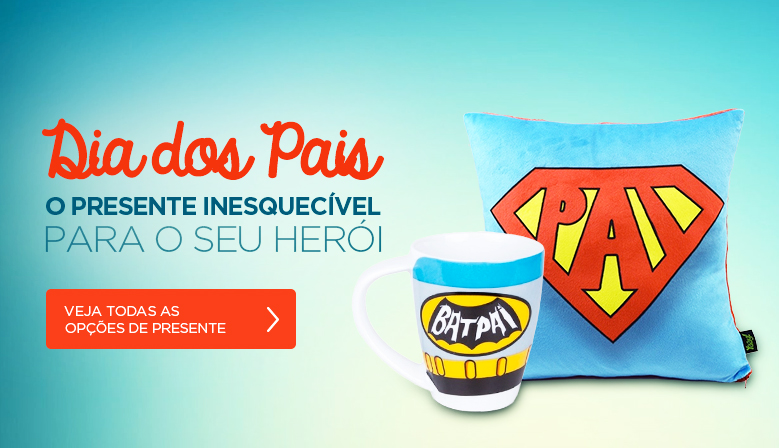 Dia dos Pais
O PRESENTE INESQUECÍVEL
PARA O SEU HERÓI
VEJA TODAS AS
OPÇÕES DE PRESENTE
PAI
BATPAI